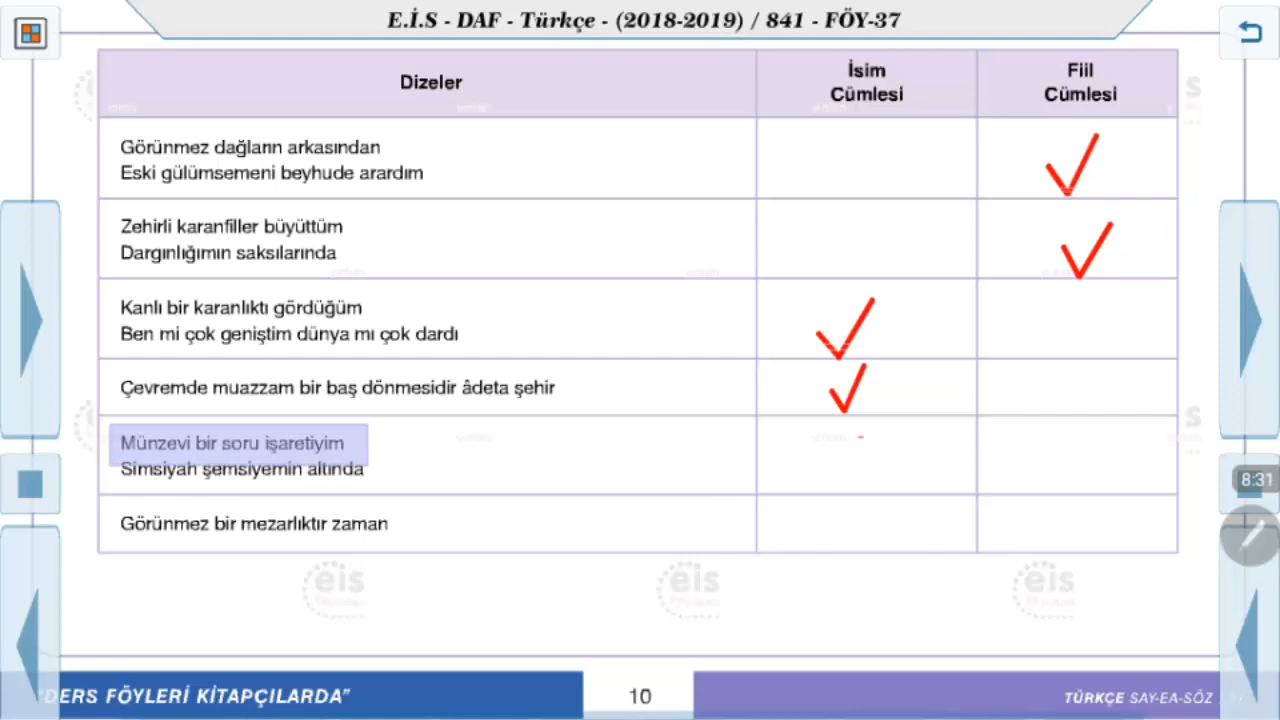 E.İ.S - DAF - Türkçe - (2018-2019) / 841 - FÖY-37
Dizeler
İsim
Cümlesi
Fiil
Cümlesi
Görünmez dağların arkasından
Eski gülümsemeni beyhude arardım
Zehirli karanfiller büyüttüm
Dargınlığımın saksılarında
Kanlı bir karanlıktı gördüğüm
Ben mi çok geniştim dünya mı çok dardı
Çevremde muazzam bir baş dönmesidir âdeta şehir
Münzevi bir soru işaretiyim
Simsiyah şemsiyemin altında
8:31
Görünmez bir mezarlıktır zaman
eis
eis
eis
"DERS FÖYLERİ KİTAPÇILARDA"
10
TÜRKÇE SAY-EA-SÖZ